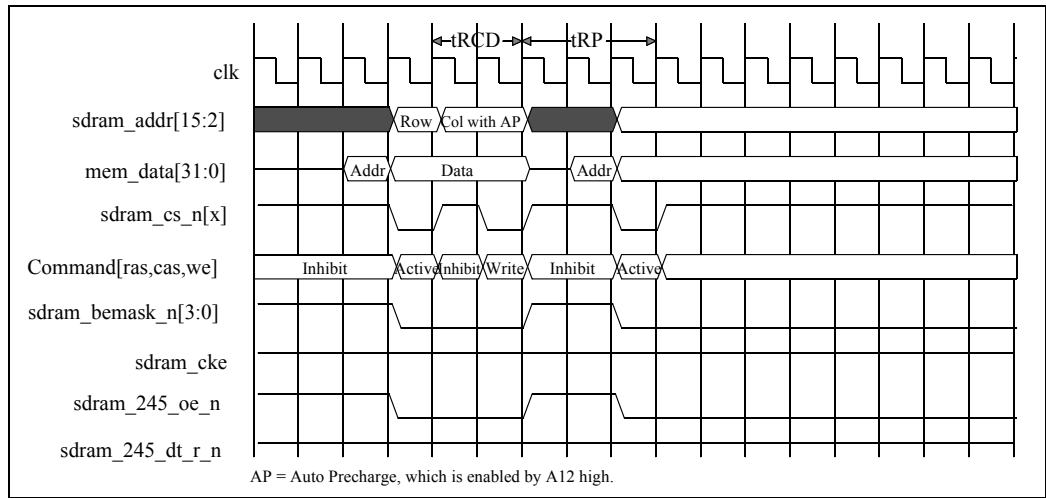 tRCD tRP
clk
sdram_addr[15:2] Row Col with AP
mem_data[31:0] Addr Data Addr
sdram_cs_n[x]
Command[ras,cas,we] Inhibit Active Inhibit Write Inhibit Active
sdram_bemask_n[3:0]
sdram_cke
sdram_245_oe_n
sdram_245_dt_r_n
AP = Auto Precharge, which is enabled by A12 high.